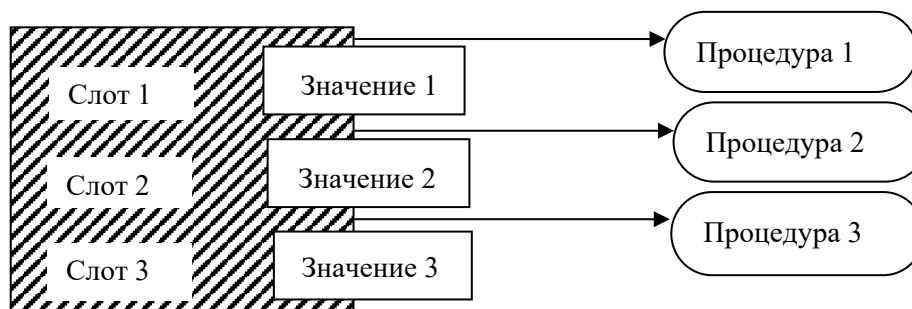 Слот 1 Значение 1 Процедура 1
Слот 2 Значение 2 Процедура 2
Слот 3 Значение 3 Процедура 3